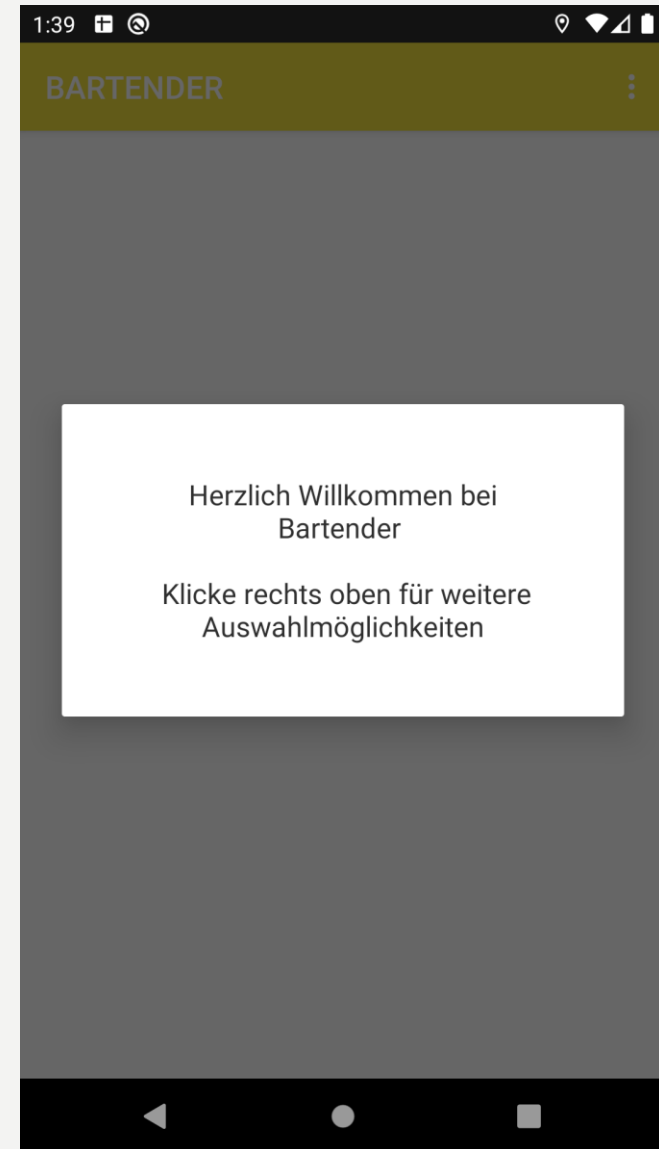 1:39
BARTENDER
Herzlich Willkommen bei
Bartender
Klicke rechts oben für weitere
Auswahlmöglichkeiten